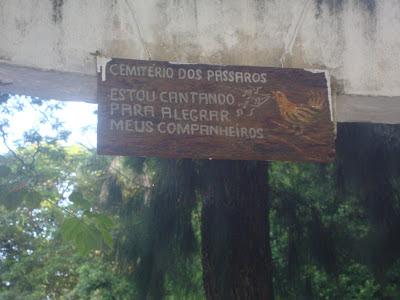 CEMITÉRIO DOS PÁSSAROS
ESTOU CANTANDO
PARA ALEGRAR
MEUS COMPANHEIROS